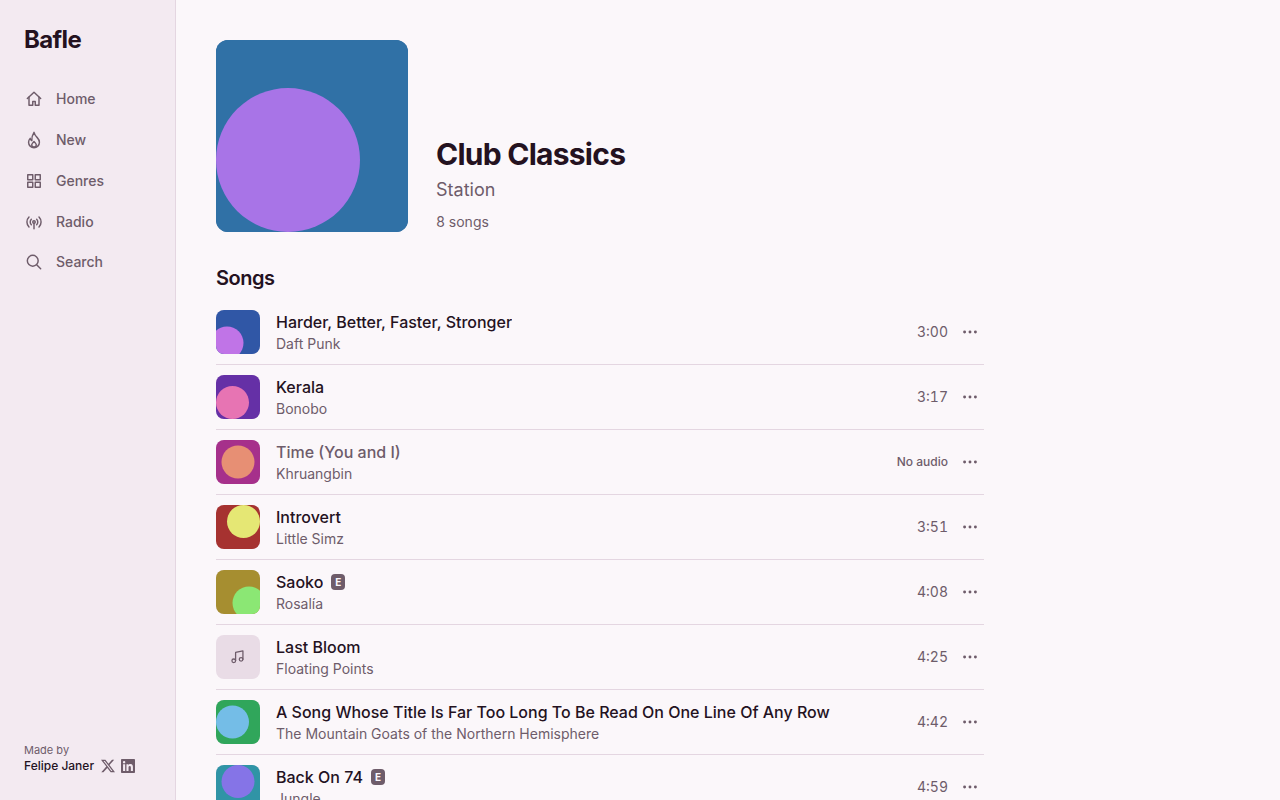 Bafle
Home
New
Genres
Radio
Search
Made by
Felipe Janer
Club Classics
Station
8 songs
Songs
Harder, Better, Faster, Stronger
Daft Punk
3:00
Kerala
Bonobo
3:17
Time (You and I)
Khruangbin
No audio
Introvert
Little Simz
3:51
Saoko E
Rosalía
4:08
Last Bloom
Floating Points
4:25
A Song Whose Title Is Far Too Long To Be Read On One Line Of Any Row
The Mountain Goats of the Northern Hemisphere
4:42
Back On 74 E
Jungle
4:59